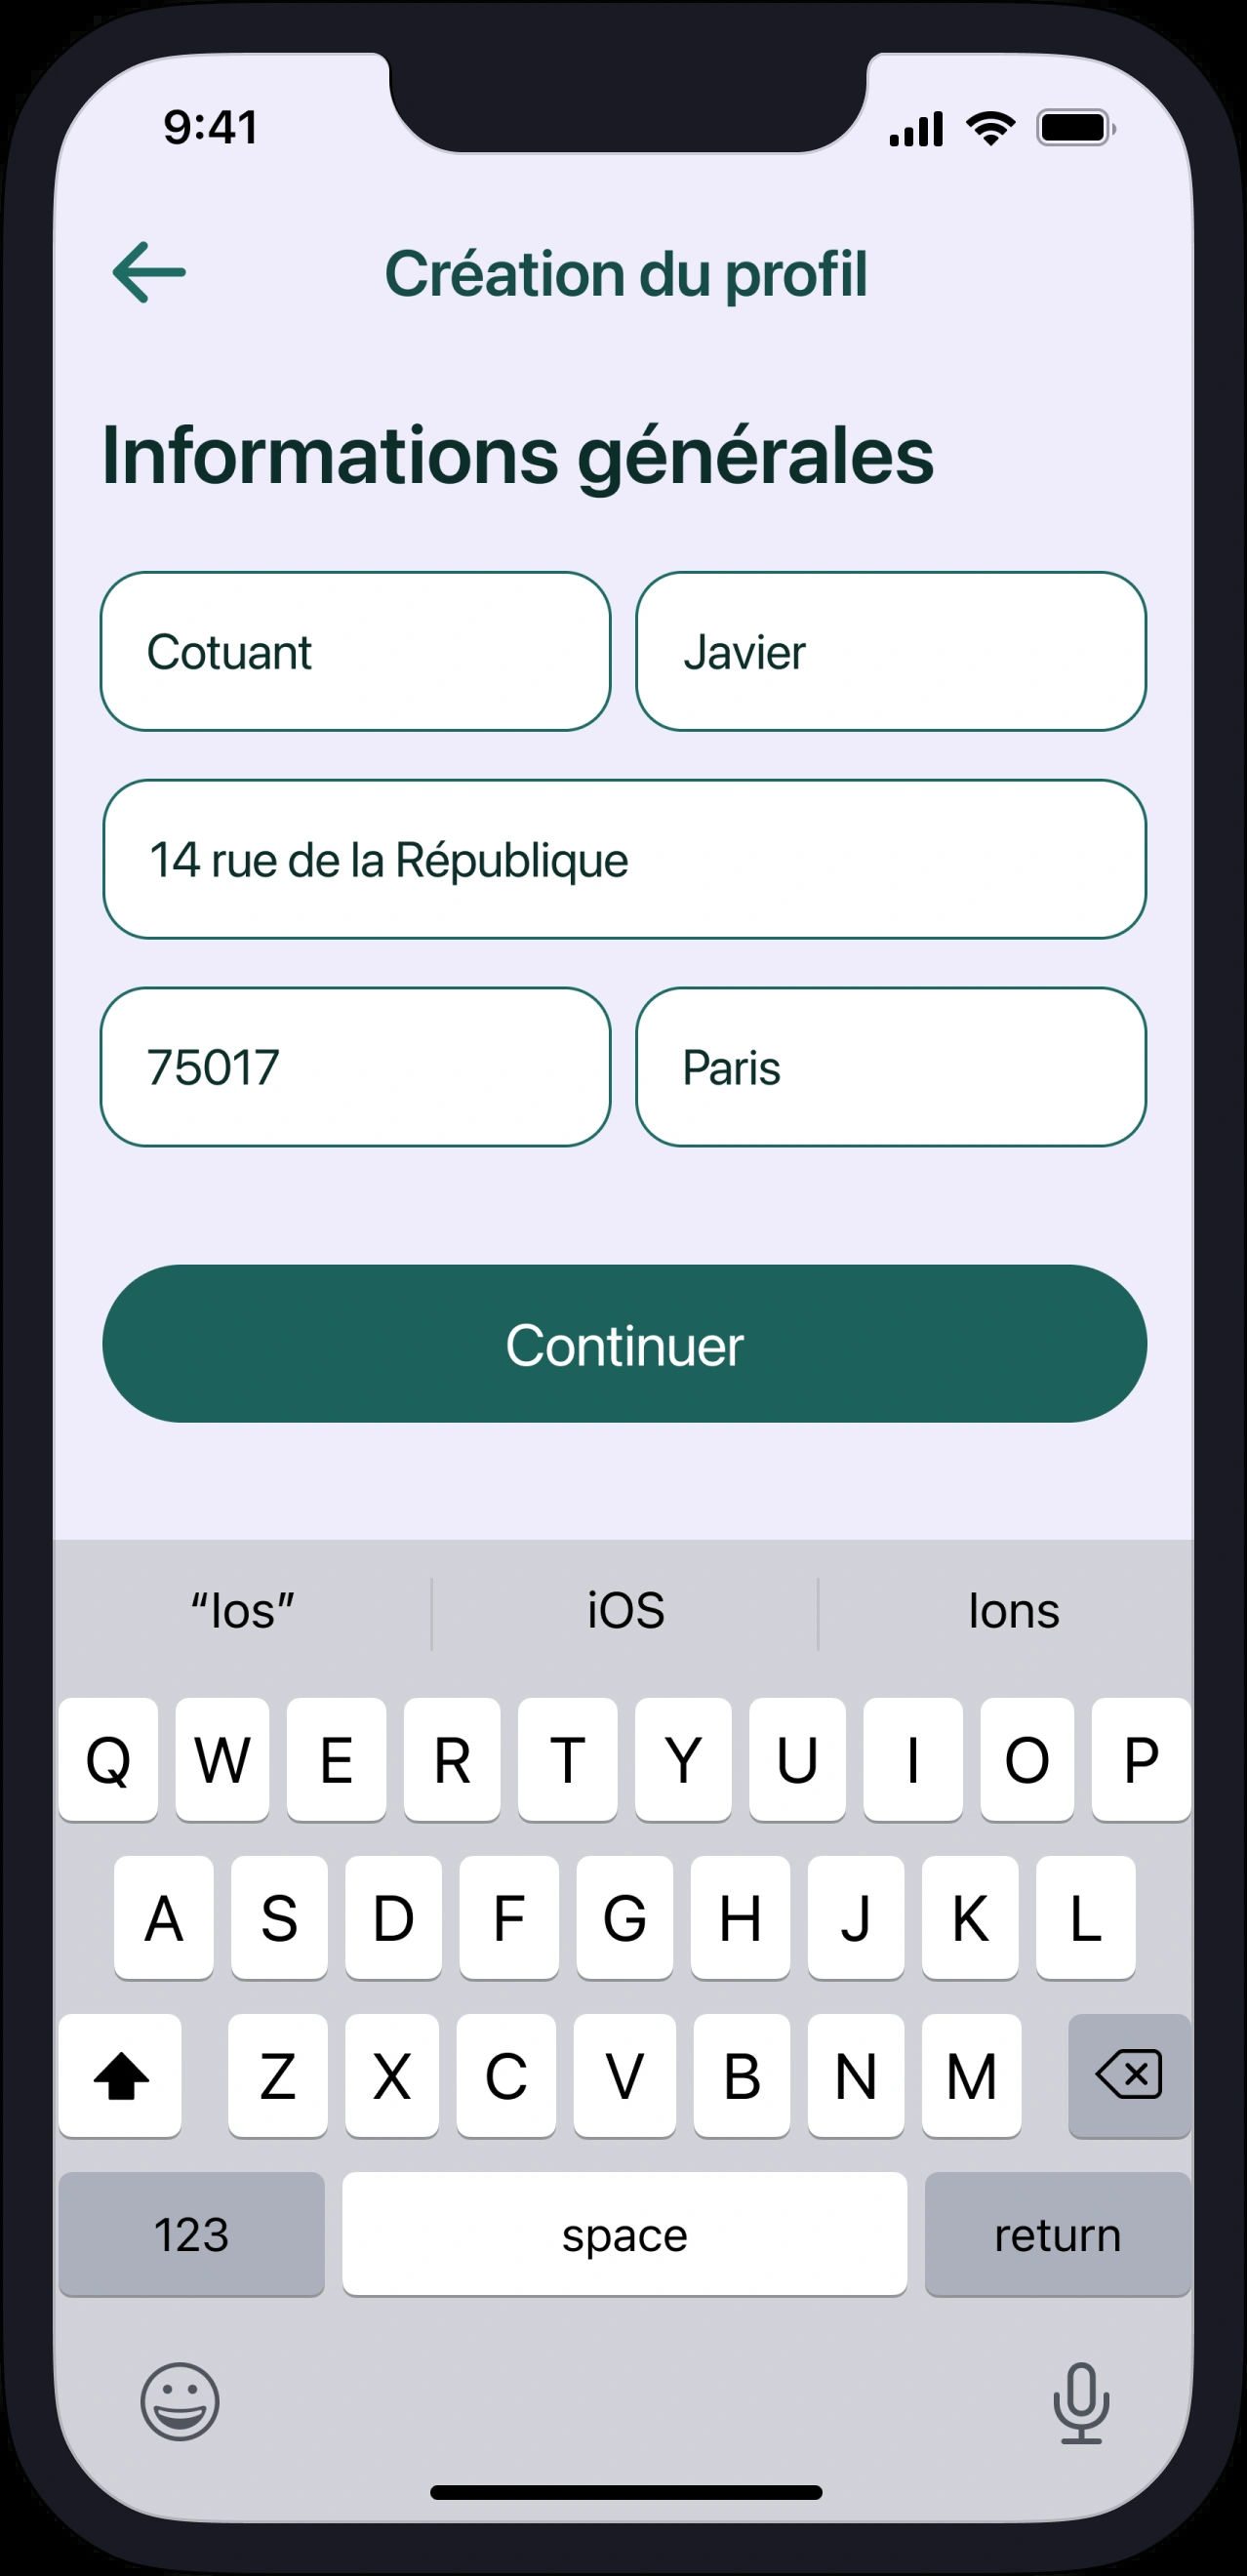 9:41
Création du profil
Informations générales
Cotuant Javier
14 rue de la République
75017 Paris
Continuer
“Ios” iOS Ions
Q W E R T Y U I O P
A S D F G H J K L
Z X C V B N M
123 space return